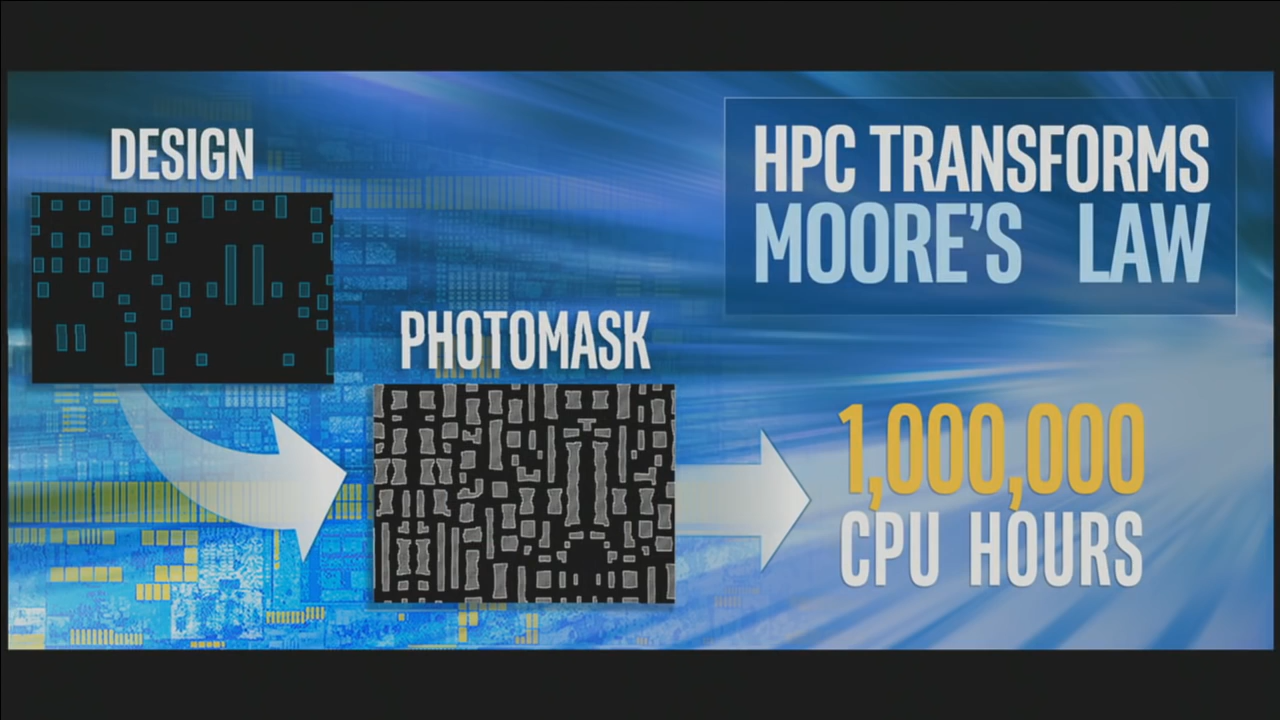 DESIGN
HPC TRANSFORMS
MOORE'S LAW
PHOTOMASK
1,000,000
CPU HOURS